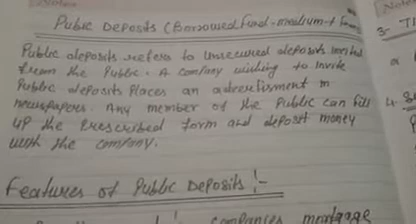 Public Deposits (Borrowed Fund - medium - t
Public deposits refers to Unsecured deposits invited
from the Public. A company wishing to invite
Public deposits Places an advertisment in
newspapers. Any member of the Public can fill
up the Prescribed form and deposit money
with the company.
Features of Public Deposits :-
companies mortgage